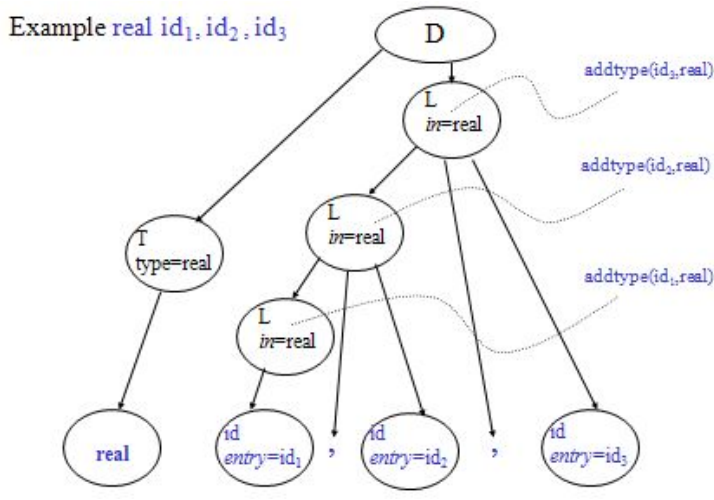 Example real id₁, id₂ , id₃
D
addtype(id₃,real)
L
in=real
addtype(id₂,real)
L
in=real
T
type=real
addtype(id₁,real)
L
in=real
real
id
entry=id₁
,
id
entry=id₂
,
id
entry=id₃